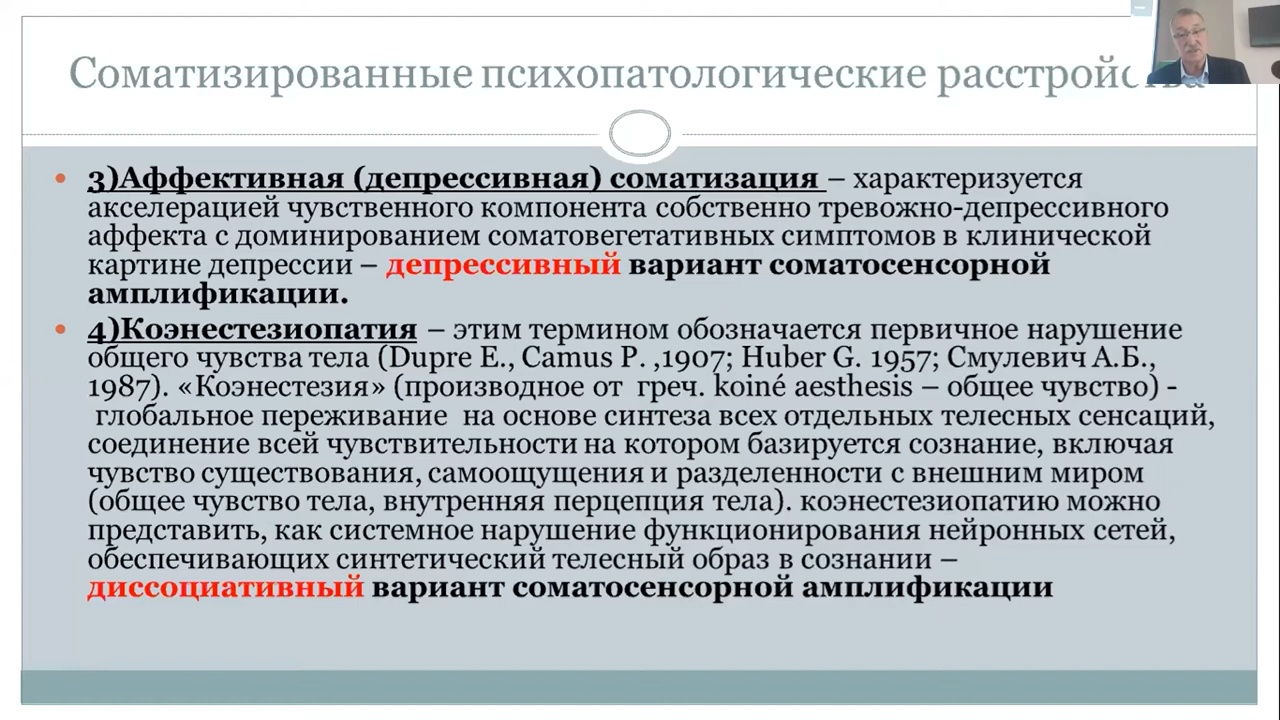 Соматизированные психопатологические расстройства
• 3)Аффективная (депрессивная) соматизация – характеризуется
акселерацией чувственного компонента собственно тревожно-депрессивного
аффекта с доминированием соматовегетативных симптомов в клинической
картине депрессии – депрессивный вариант соматосенсорной
амплификации.
• 4)Коэнестезиопатия – этим термином обозначается первичное нарушение
общего чувства тела (Dupre E., Camus P. ,1907; Huber G. 1957; Смулевич А.Б.,
1987). «Коэнестезия» (производное от греч. koiné aesthesis – общее чувство) -
глобальное переживание на основе синтеза всех отдельных телесных сенсаций,
соединение всей чувствительности на котором базируется сознание, включая
чувство существования, самоощущения и разделенности с внешним миром
(общее чувство тела, внутренняя перцепция тела). коэнестезиопатию можно
представить, как системное нарушение функционирования нейронных сетей,
обеспечивающих синтетический телесный образ в сознании –
диссоциативный вариант соматосенсорной амплификации